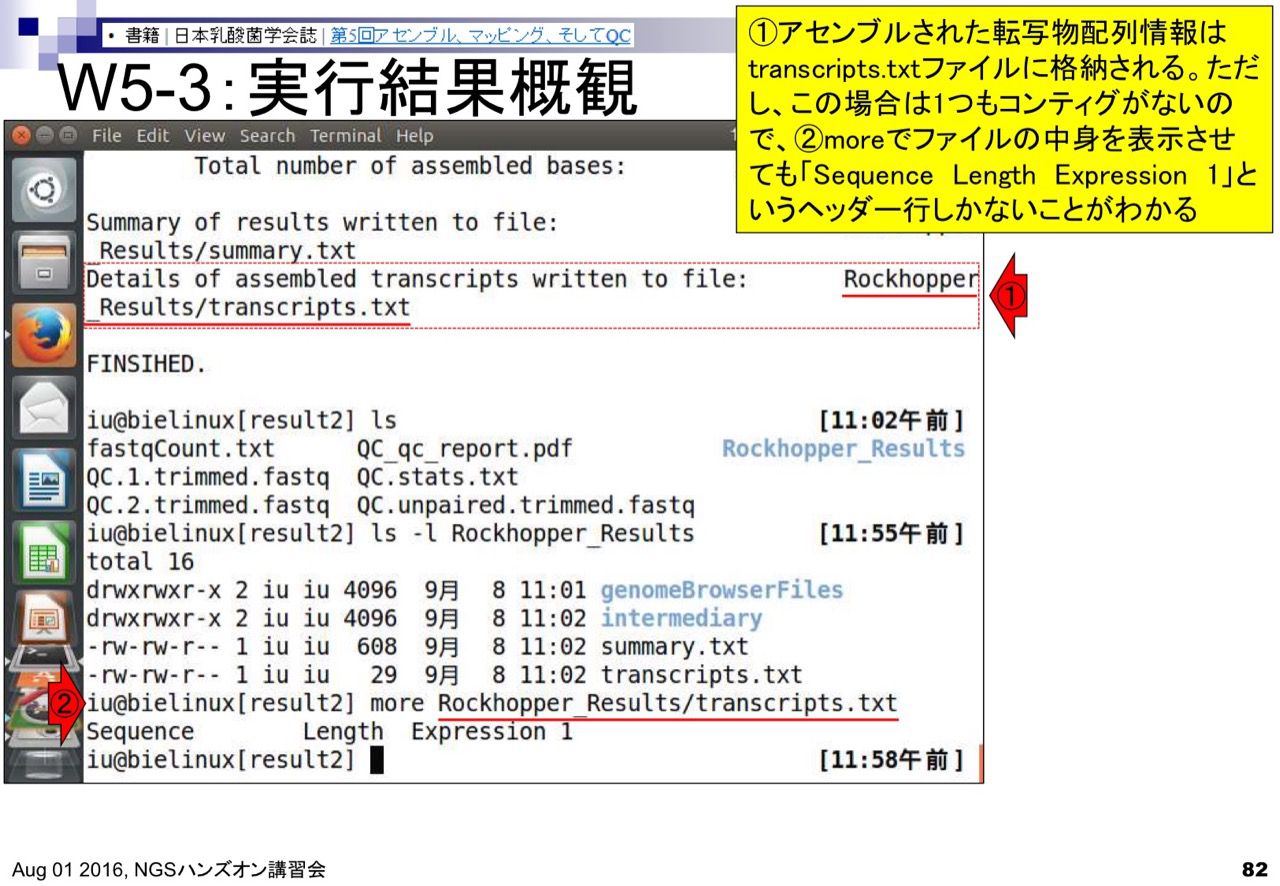 • 書籍 | 日本乳酸菌学会誌 | 第5回アセンブル、マッピング、そしてQC
W5-3：実行結果概観
①アセンブルされた転写物配列情報は
transcripts.txtファイルに格納される。ただ
し、この場合は1つもコンティグがないの
で、②moreでファイルの中身を表示させ
ても「Sequence Length Expression 1」と
いうヘッダー行しかないことがわかる
File Edit View Search Terminal Help
Total number of assembled bases:
Summary of results written to file:
_Results/summary.txt
Details of assembled transcripts written to file: Rockhopper
_Results/transcripts.txt
①
FINSIHED.
iu@bielinux[result2] ls [11:02午前]
fastqCount.txt QC_qc_report.pdf Rockhopper_Results
QC.1.trimmed.fastq QC.stats.txt
QC.2.trimmed.fastq QC.unpaired.trimmed.fastq
iu@bielinux[result2] ls -l Rockhopper_Results [11:55午前]
total 16
drwxrwxr-x 2 iu iu 4096 9月 8 11:01 genomeBrowserFiles
drwxrwxr-x 2 iu iu 4096 9月 8 11:02 intermediary
-rw-rw-r-- 1 iu iu 608 9月 8 11:02 summary.txt
-rw-rw-r-- 1 iu iu 29 9月 8 11:02 transcripts.txt
②
iu@bielinux[result2] more Rockhopper_Results/transcripts.txt
Sequence Length Expression 1
iu@bielinux[result2] [11:58午前]
Aug 01 2016, NGSハンズオン講習会
82